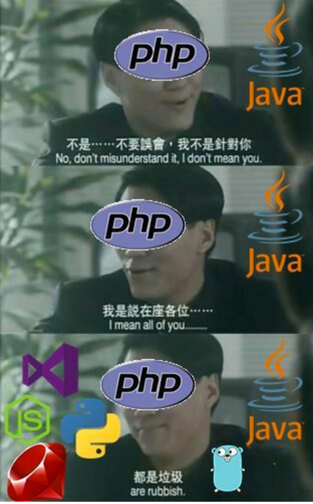 php
Java
不是⋯⋯不要誤會，我不是針對你
No, don't misunderstand it, I don't mean you.
php
Java
我是説在座各位⋯⋯
I mean all of you.........
php
JS
Java
都是垃圾
are rubbish.